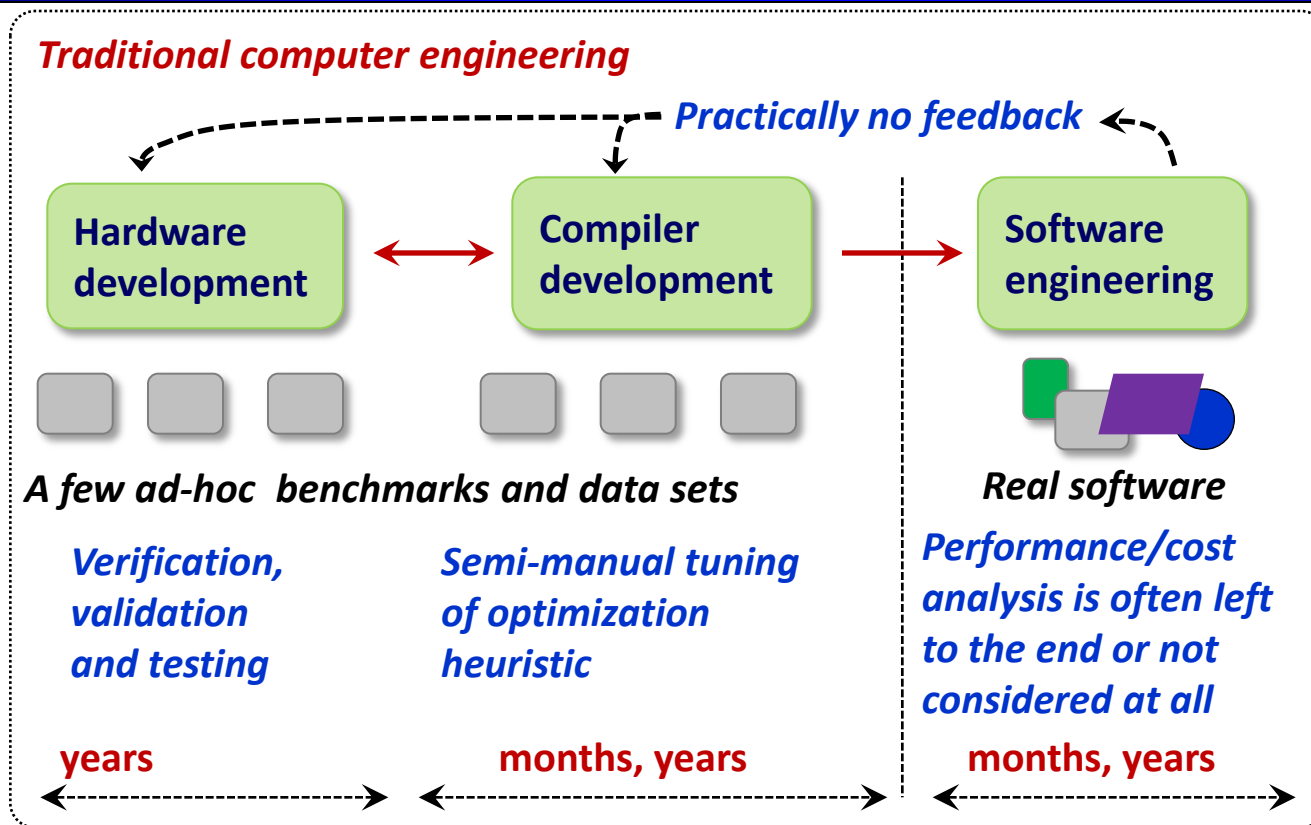 Traditional computer engineering
Practically no feedback
Hardware
development
Compiler
development
Software
engineering
A few ad-hoc  benchmarks and data sets
Real software
Verification,
validation
and testing
Semi-manual tuning
of optimization
heuristic
Performance/cost
analysis is often left
to the end or not
considered at all
years
months, years
months, years